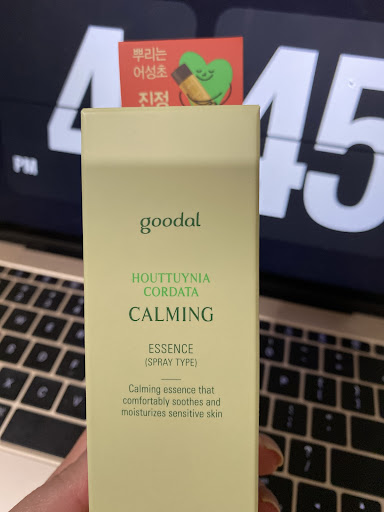 뿌리는
어성초
진정
4
45
PM
goodal
HOUTTUYNIA
CORDATA
CALMING
ESSENCE
(SPRAY TYPE)
Calming essence that
comfortably soothes and
moisturizes sensitive skin